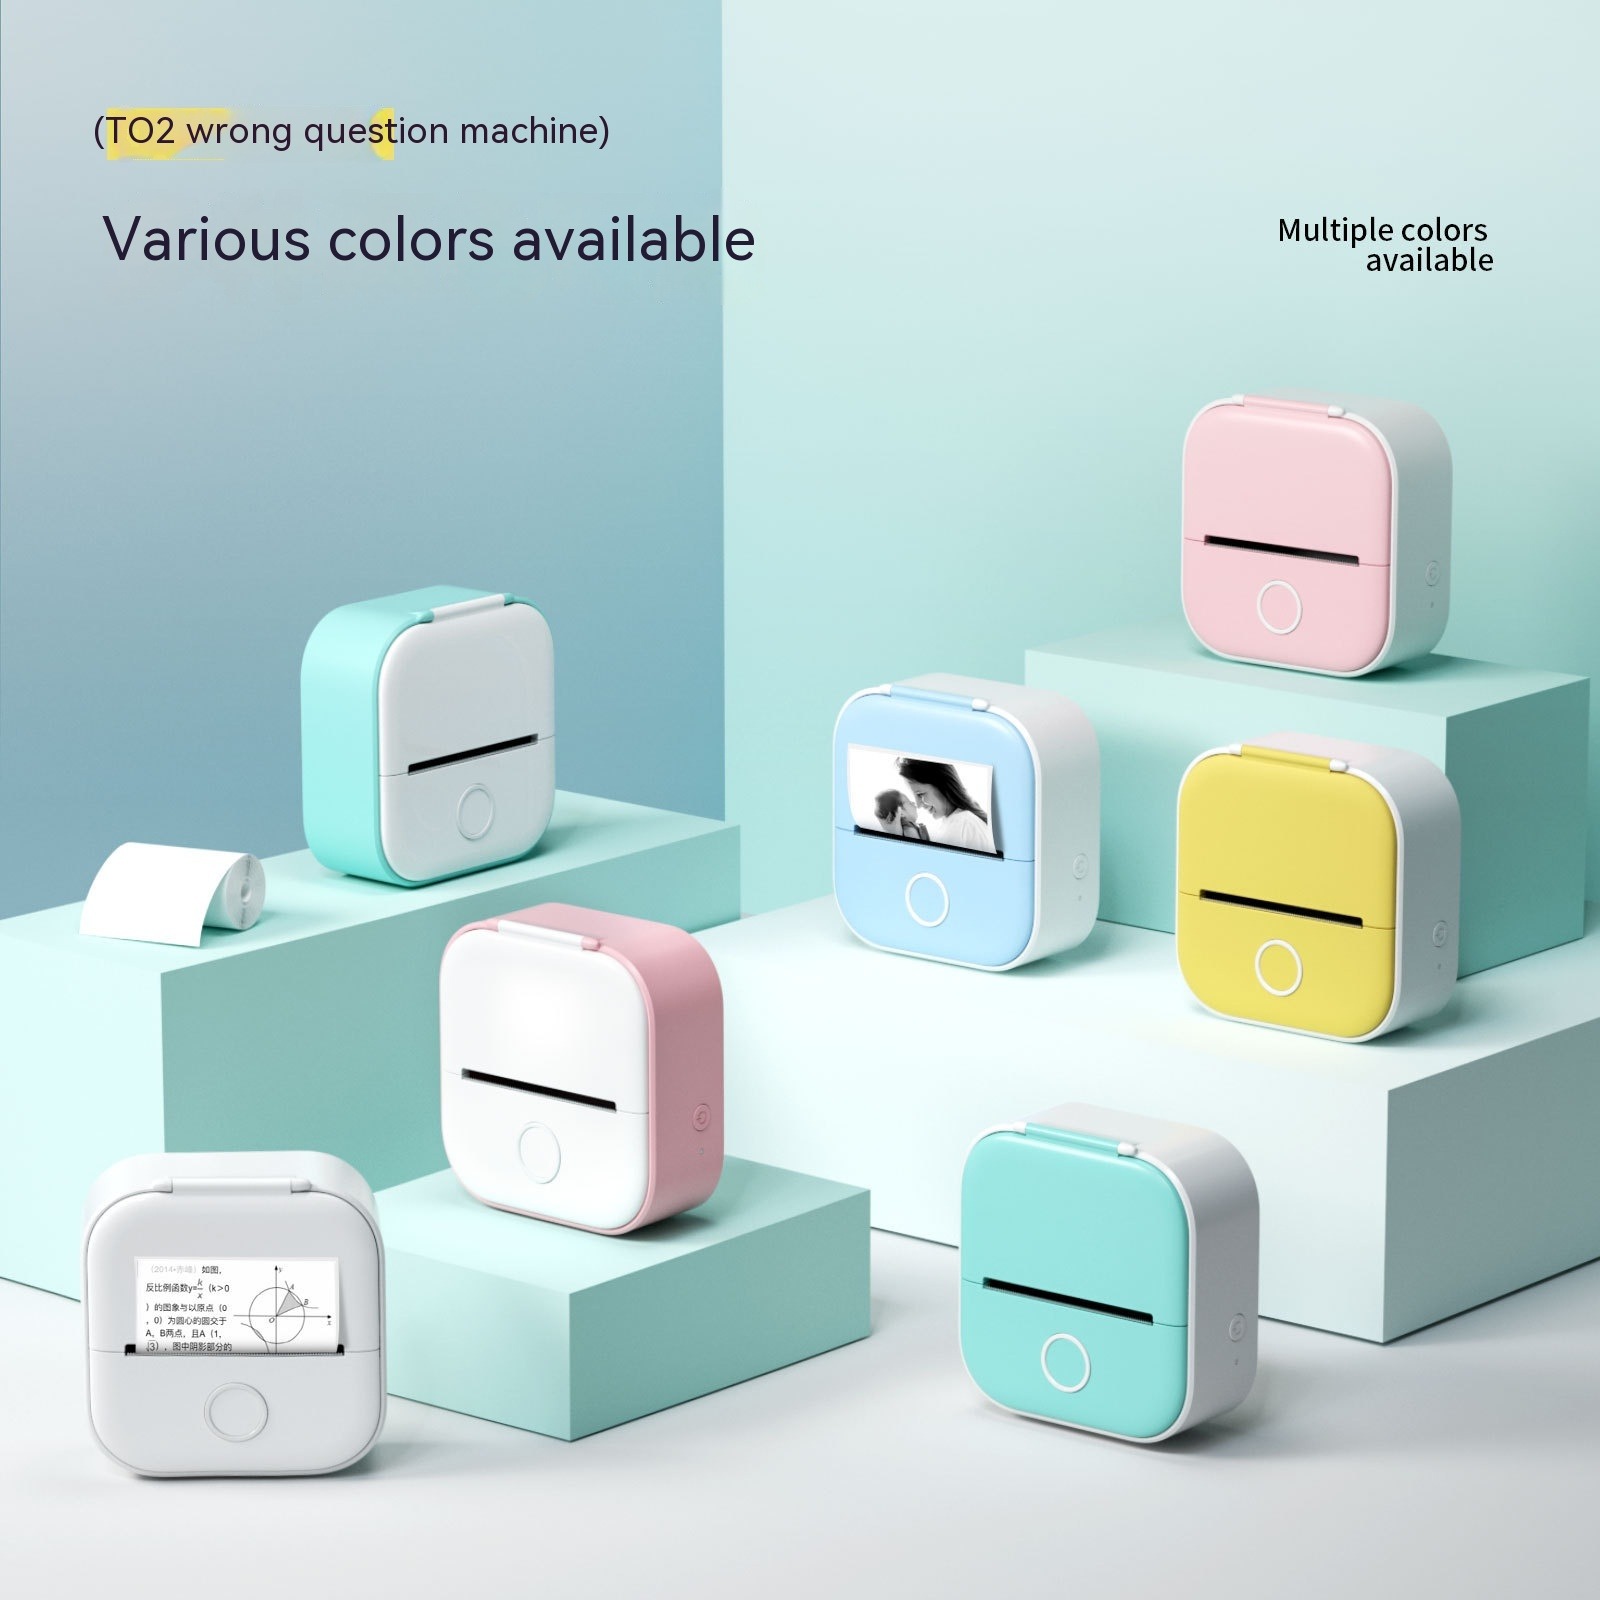 (TO2 wrong question machine)
Various colors available
Multiple colors
available
(2014•赤峰) 如图,
反比例函数y=k/x (k>0
) 的图象与以原点 (0
, 0) 为圆心的圆交于
A, B两点, 且A (1,
√3) , 图中阴影部分的
y
A
B
O
x